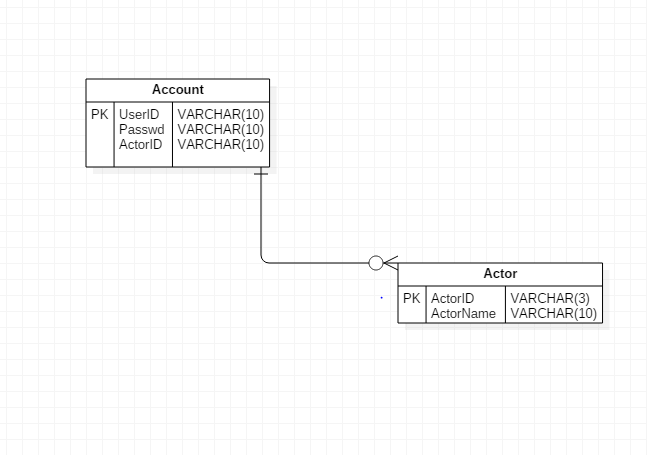 Account
PK UserID VARCHAR(10)
Passwd VARCHAR(10)
ActorID VARCHAR(10)
Actor
PK ActorID VARCHAR(3)
ActorName VARCHAR(10)